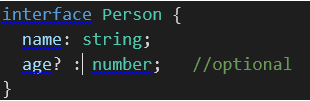 interface Person {
name: string;
age? : number; //optional
}